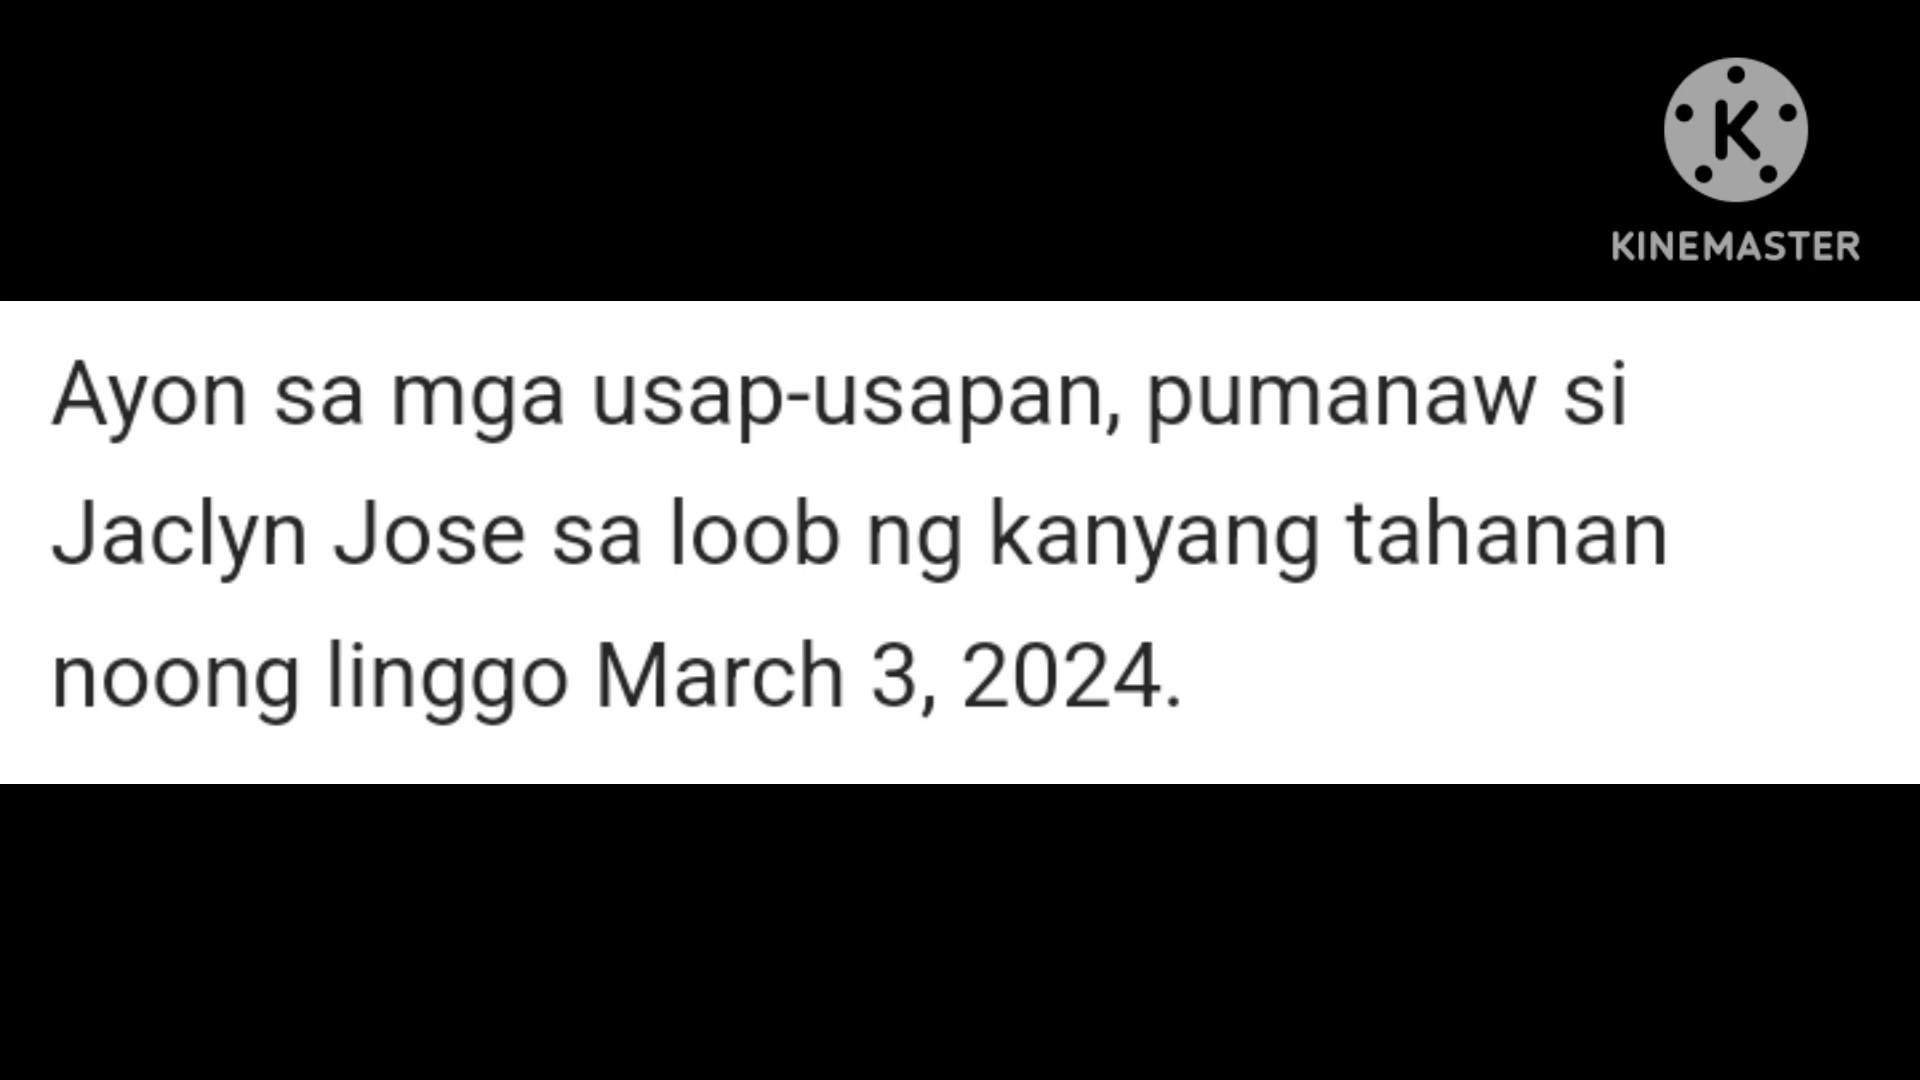 KINEMASTER
Ayon sa mga usap-usapan, pumanaw si
Jaclyn Jose sa loob ng kanyang tahanan
noong linggo March 3, 2024.